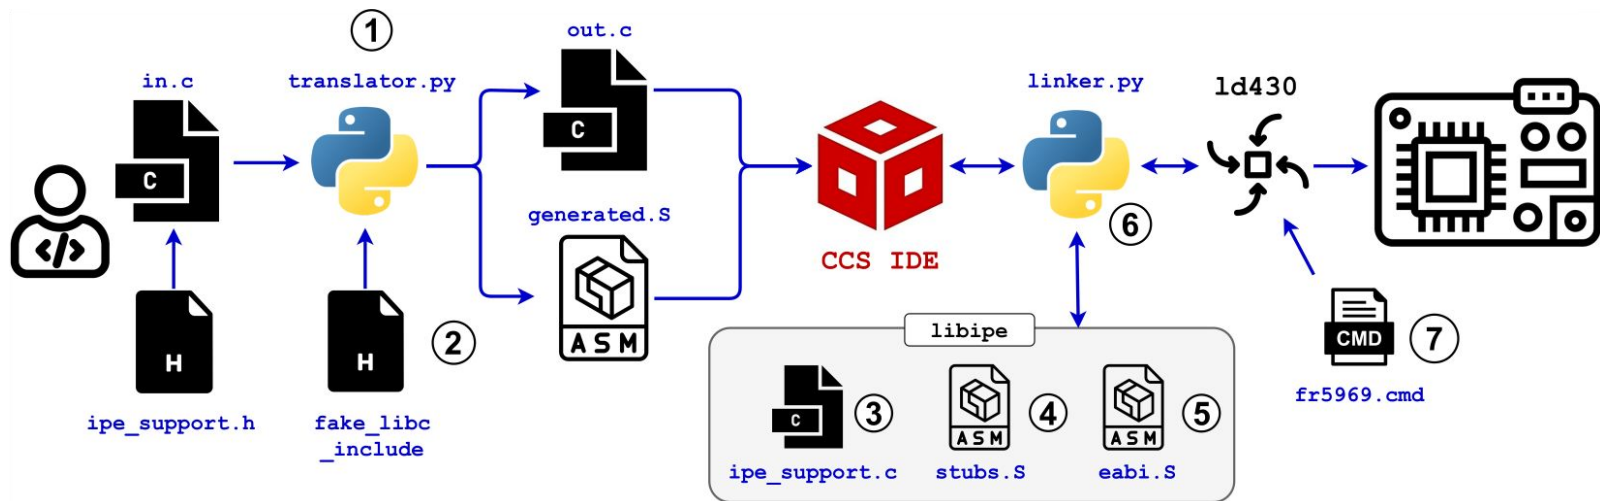 1
out.c
in.c
translator.py
linker.py
ld430
C
C
generated.S
6
CCS IDE
ASM
H
H
2
libipe
CMD
7
ipe_support.h
fake_libc
_include
C
3
ASM
4
ASM
5
fr5969.cmd
ipe_support.c
stubs.S
eabi.S